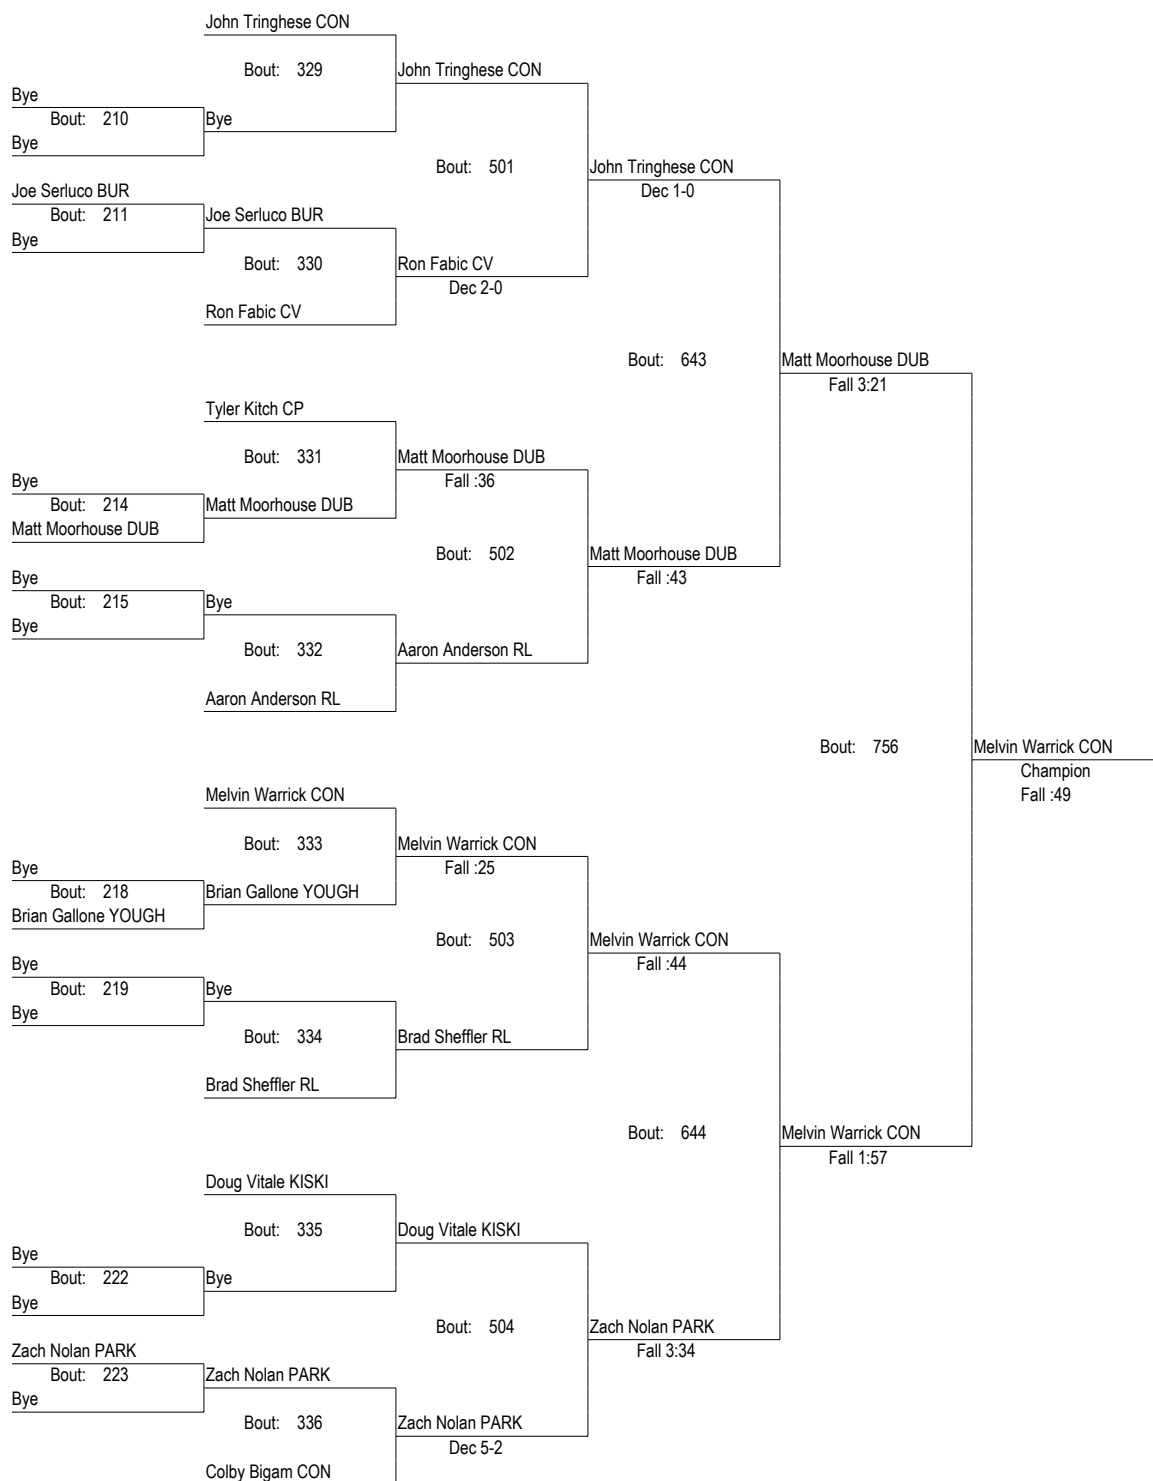 John Tringhese CON
Bout: 329
John Tringhese CON
Bye
Bout: 210
Bye
Bye
Bout: 501
John Tringhese CON
Dec 1-0
Joe Serluco BUR
Bout: 211
Joe Serluco BUR
Bye
Bout: 330
Ron Fabic CV
Dec 2-0
Ron Fabic CV
Bout: 643
Matt Moorhouse DUB
Fall 3:21
Tyler Kitch CP
Bout: 331
Matt Moorhouse DUB
Fall :36
Bye
Bout: 214
Matt Moorhouse DUB
Matt Moorhouse DUB
Bout: 502
Matt Moorhouse DUB
Fall :43
Bye
Bout: 215
Bye
Bye
Bout: 332
Aaron Anderson RL
Aaron Anderson RL
Bout: 756
Melvin Warrick CON
Champion
Fall :49
Melvin Warrick CON
Bout: 333
Melvin Warrick CON
Fall :25
Bye
Bout: 218
Brian Gallone YOUGH
Brian Gallone YOUGH
Bout: 503
Melvin Warrick CON
Fall :44
Bye
Bout: 219
Bye
Bye
Bout: 334
Brad Sheffler RL
Brad Sheffler RL
Bout: 644
Melvin Warrick CON
Fall 1:57
Doug Vitale KISKI
Bout: 335
Doug Vitale KISKI
Bye
Bout: 222
Bye
Bye
Bout: 504
Zach Nolan PARK
Fall 3:34
Zach Nolan PARK
Bout: 223
Zach Nolan PARK
Bye
Bout: 336
Zach Nolan PARK
Dec 5-2
Colby Bigam CON